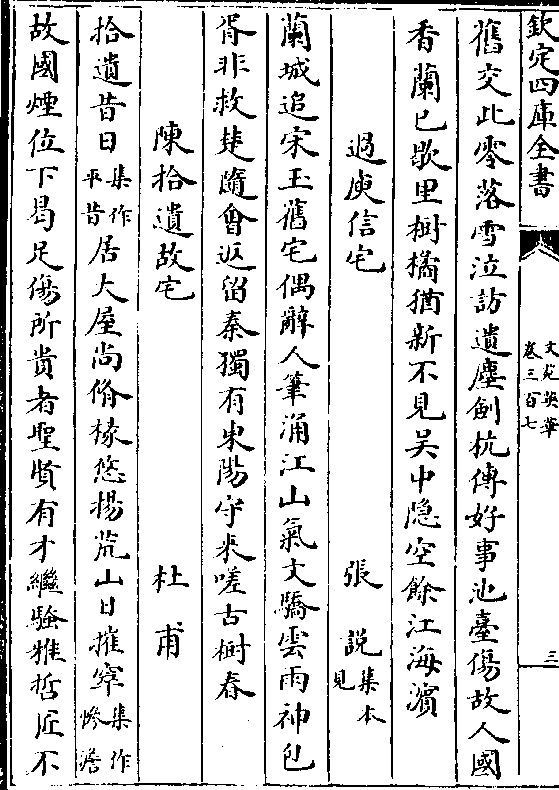 欽定四庫全書
文苑英華
卷三百七
三
舊交此零落雪泣訪遺塵劍杭傳好事池臺傷故人國
香蘭已歇里樹橘猶新不見吴中隠空餘江海濱
過庾信宅
張説集本見
蘭城追宋玉舊宅偶辭人筆涌江山氣文驕雲雨神包
胥非救楚隨會返留秦獨有東陽守來嗟古樹春
陳拾遺故宅
杜甫
拾遺昔日集作平昔居大屋尚脩椽悠揚荒山日摧窣集作慘澹
故國煙位下曷足傷所貴者聖賢有才繼騷雅哲匠不